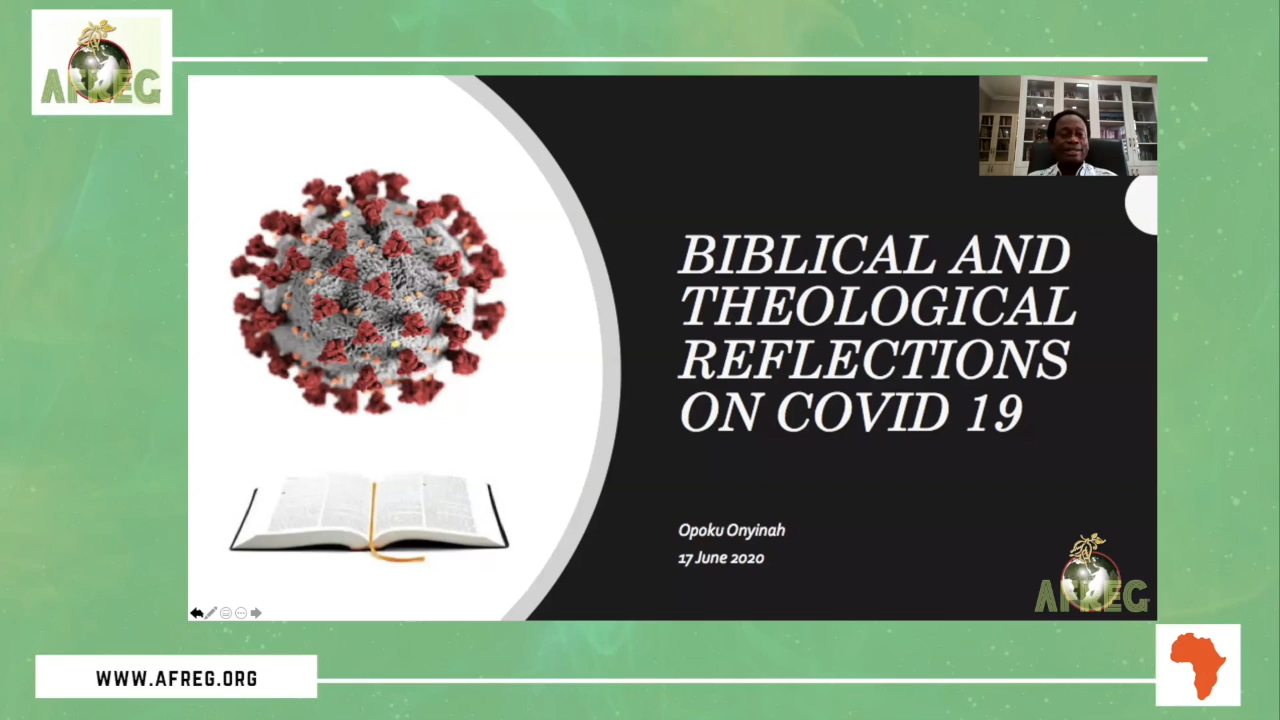 AFREG
BIBLICAL AND
THEOLOGICAL
REFLECTIONS
ON COVID 19
Opoku Onyinah
17 June 2020
AFREG
WWW.AFREG.ORG